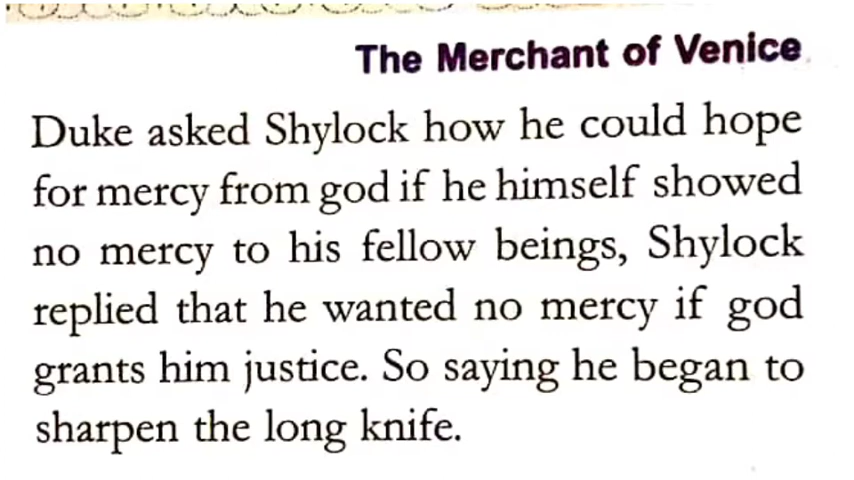 The Merchant of Venice
Duke asked Shylock how he could hope
for mercy from god if he himself showed
no mercy to his fellow beings, Shylock
replied that he wanted no mercy if god
grants him justice. So saying he began to
sharpen the long knife.